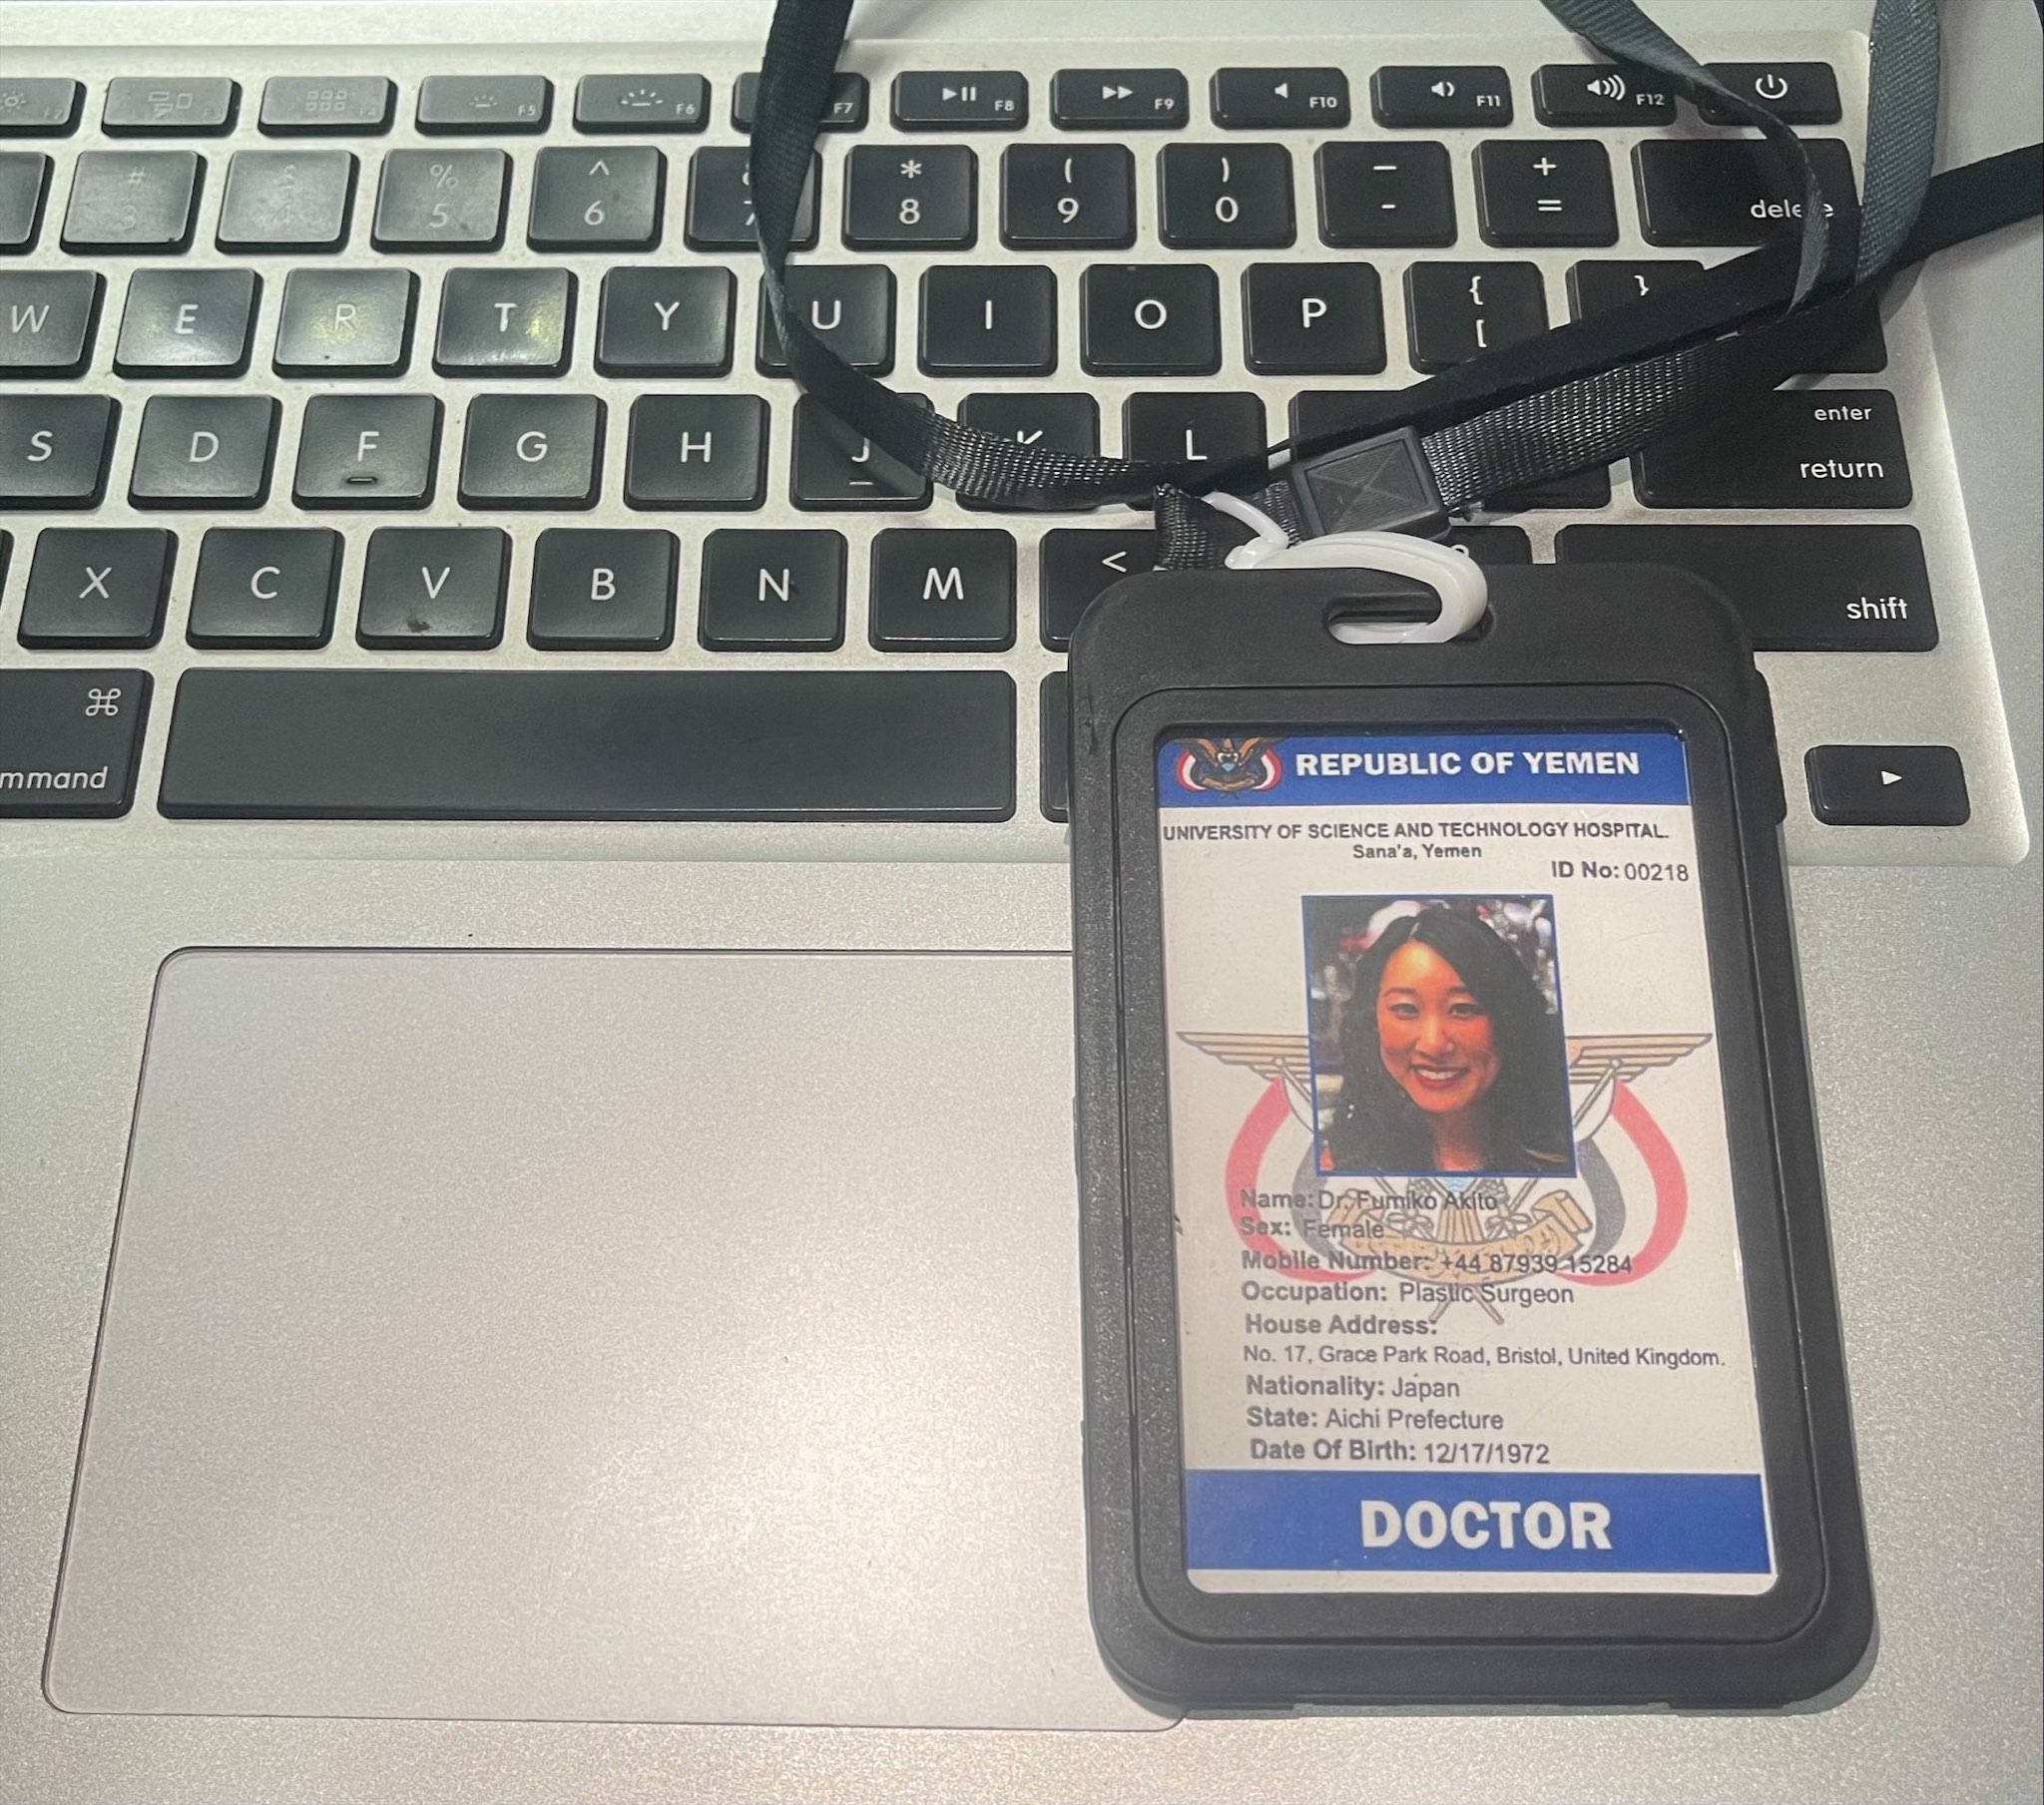 F2 F3 F4 F5 F6 F7 F8 F9 F10 F11 F12
# $ % ^ & * ( ) — +
3 4 5 6 7 8 9 0 - = delete
W E R T Y U I O P { [ }
S D F G H J K L enter
return
X C V B N M < shift
⌘
mmand
REPUBLIC OF YEMEN
UNIVERSITY OF SCIENCE AND TECHNOLOGY HOSPITAL.
Sana'a, Yemen
ID No: 00218
Name: Dr. Fumiko Akito
Sex: Female
Mobile Number: +44 87939 15284
Occupation: Plastic Surgeon
House Address:
No. 17, Grace Park Road, Bristol, United Kingdom.
Nationality: Japan
State: Aichi Prefecture
Date Of Birth: 12/17/1972
DOCTOR